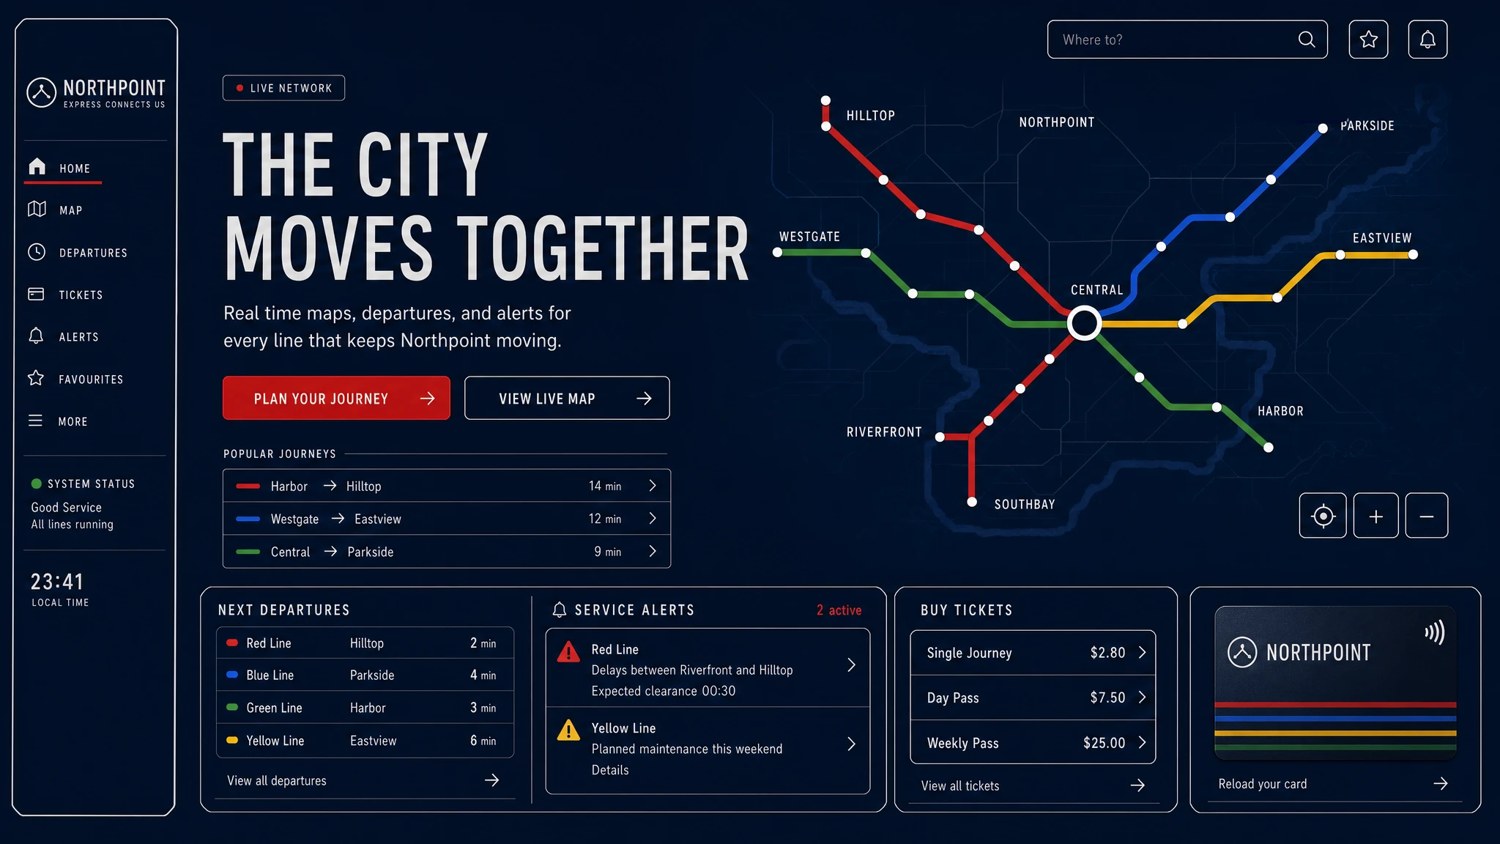 NORTHPOINT
EXPRESS CONNECTS US
HOME
MAP
DEPARTURES
TICKETS
ALERTS
FAVOURITES
MORE
SYSTEM STATUS
Good Service
All lines running
23:41
LOCAL TIME
Where to?
LIVE NETWORK
THE CITY
MOVES TOGETHER
Real time maps, departures, and alerts for
every line that keeps Northpoint moving.
PLAN YOUR JOURNEY
VIEW LIVE MAP
POPULAR JOURNEYS
Harbor → Hilltop 14 min
Westgate → Eastview 12 min
Central → Parkside 9 min
HILLTOP
NORTHPOINT
PARKSIDE
WESTGATE
EASTVIEW
CENTRAL
HARBOR
RIVERFRONT
SOUTHBAY
NEXT DEPARTURES
Red Line Hilltop 2 min
Blue Line Parkside 4 min
Green Line Harbor 3 min
Yellow Line Eastview 6 min
View all departures
SERVICE ALERTS 2 active
Red Line
Delays between Riverfront and Hilltop
Expected clearance 00:30
Yellow Line
Planned maintenance this weekend
Details
BUY TICKETS
Single Journey $2.80
Day Pass $7.50
Weekly Pass $25.00
View all tickets
NORTHPOINT
Reload your card